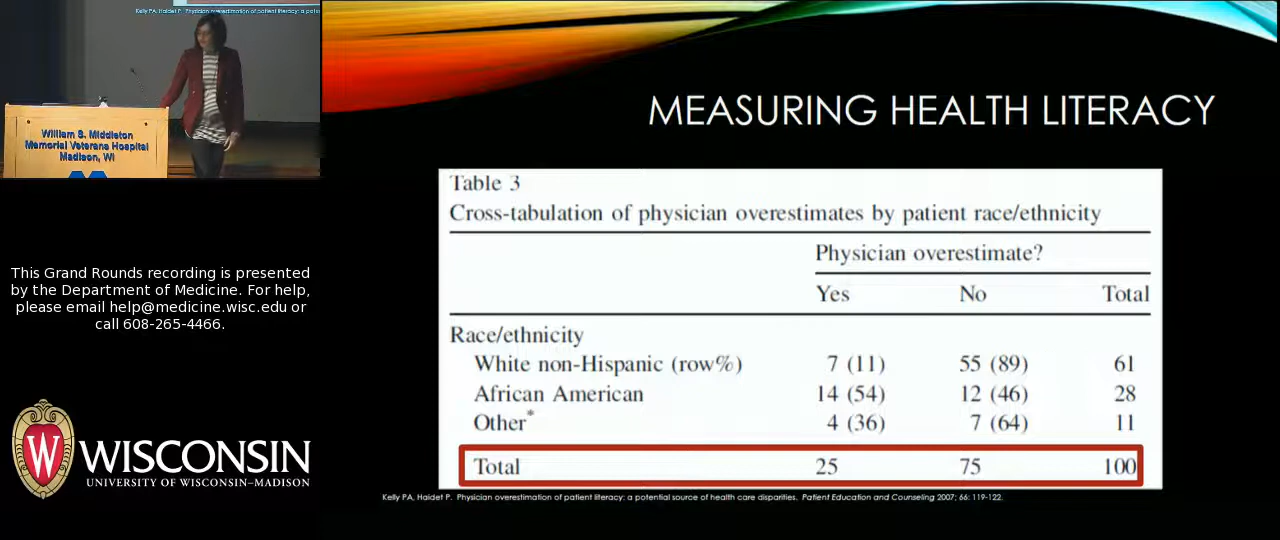 Kelly PA, Haidet P. Physician overestimation of patient literacy: a
William S. Middleton
Memorial Veterans Hospital
Madison, WI
This Grand Rounds recording is presented
by the Department of Medicine. For help,
please email help@medicine.wisc.edu or
call 608-265-4466.
W
WISCONSIN
UNIVERSITY OF WISCONSIN–MADISON
MEASURING HEALTH LITERACY
Table 3
Cross-tabulation of physician overestimates by patient race/ethnicity
Physician overestimate?
Yes No Total
Race/ethnicity
White non-Hispanic (row%) 7 (11) 55 (89) 61
African American 14 (54) 12 (46) 28
Other* 4 (36) 7 (64) 11
Total 25 75 100
Kelly PA, Haidet P. Physician overestimation of patient literacy: a potential source of health care disparities. Patient Education and Counseling 2007; 66: 119-122.